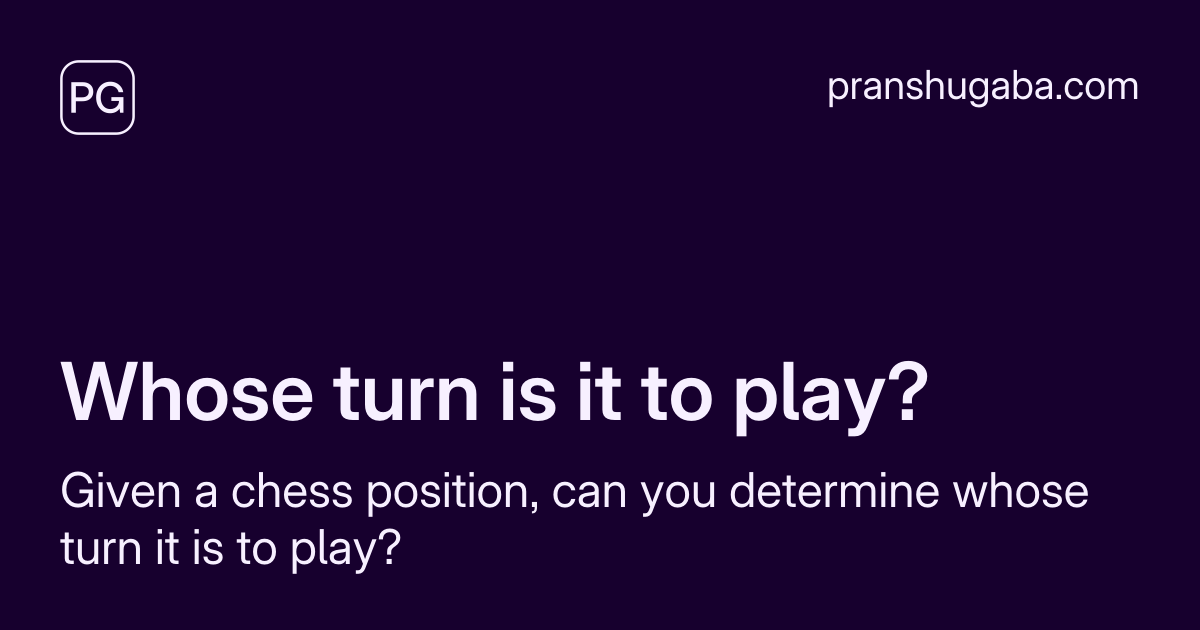 PG
pranshugaba.com
Whose turn is it to play?
Given a chess position, can you determine whose
turn it is to play?